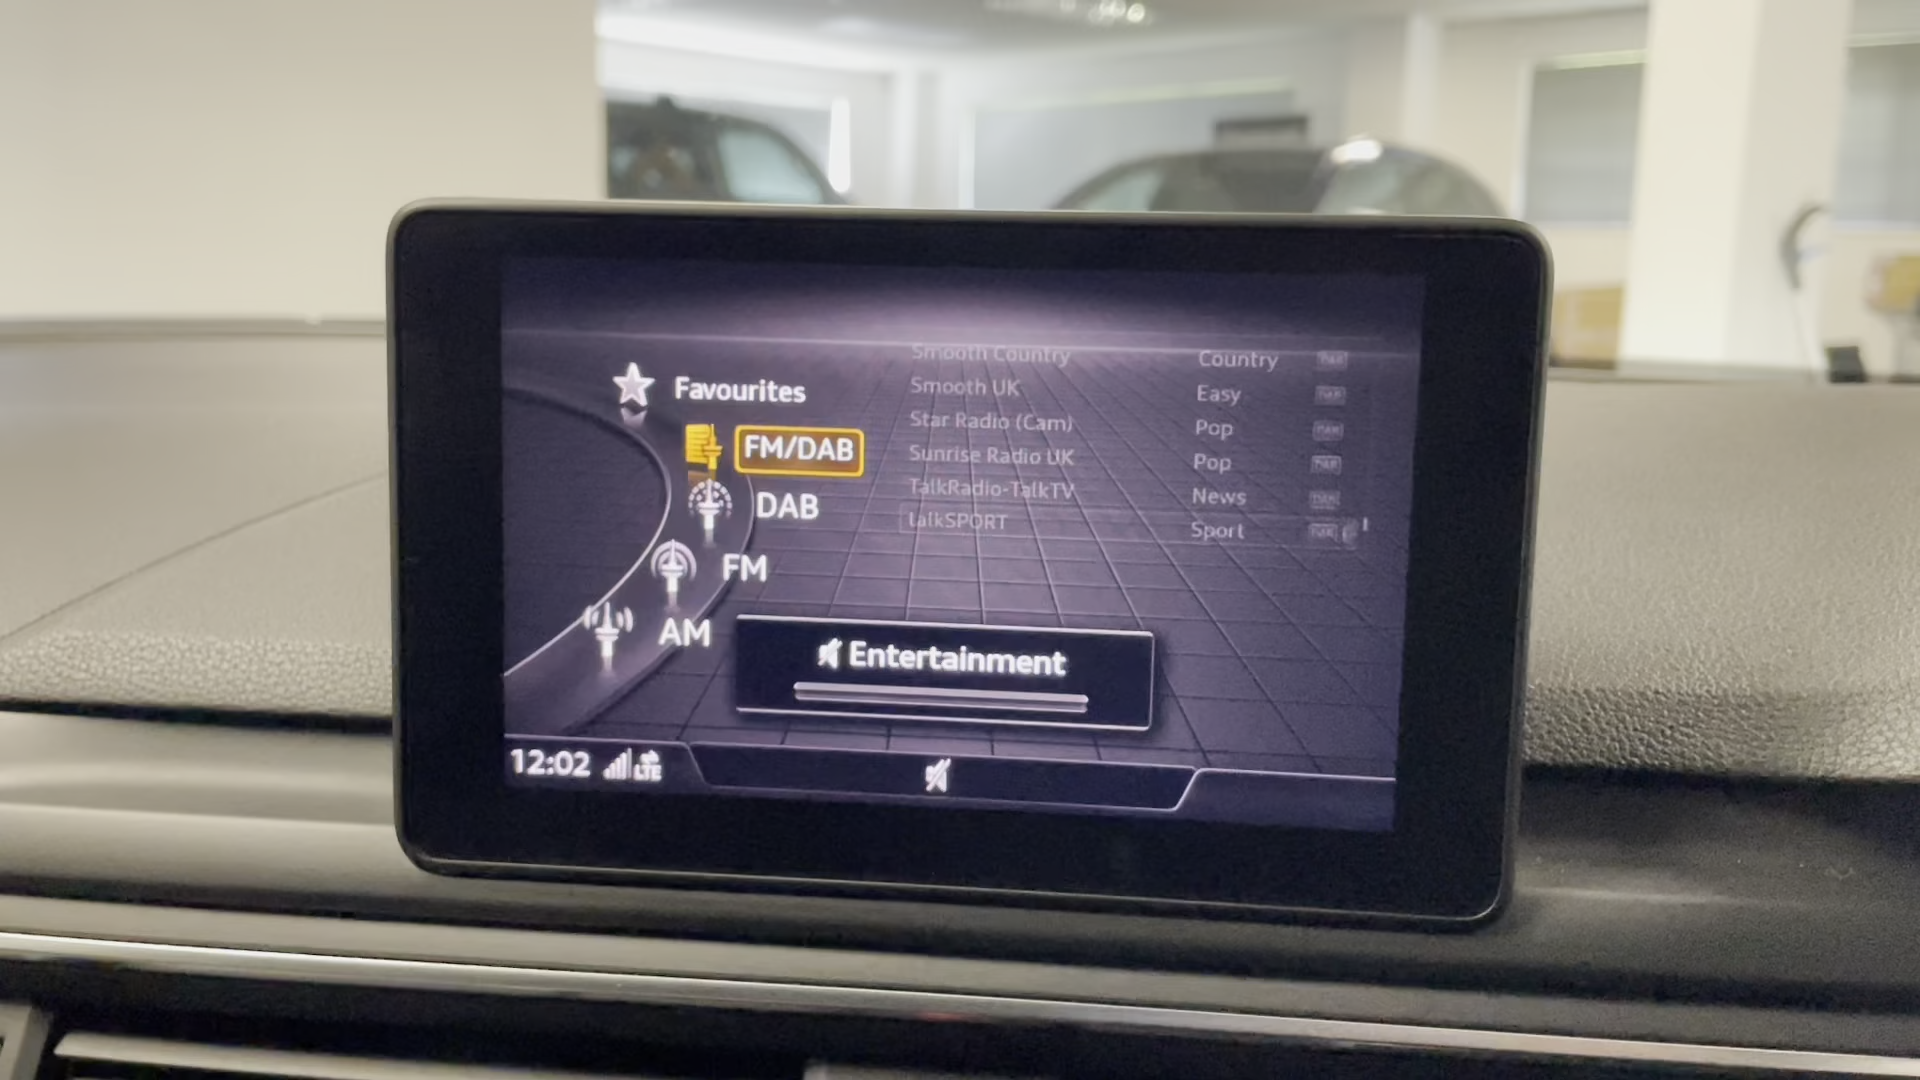 Favourites
FM/DAB
DAB
FM
AM
Smooth Country Country
Smooth UK Easy
Star Radio (Cam) Pop
Sunrise Radio UK Pop
TalkRadio-TalkTV News
talkSPORT Sport
Entertainment
12:02 LTE